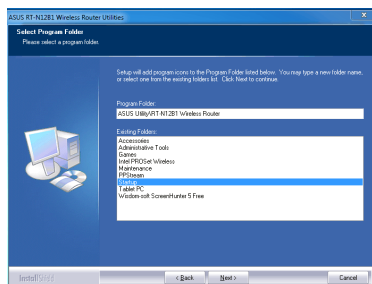 ASUS RT-N12B1 Wireless Router Utilities
X
Select Program Folder
Please select a program folder.
Setup will add program icons to the Program Folder listed below. You may type a new folder name,
or select one from the existing folders list. Click Next to continue.
Program Folder:
ASUS Utility\RT-N12B1 Wireless Router
Existing Folders:
Accessories
Administrative Tools
Games
Intel PROSet Wireless
Maintenance
PPStream
Startup
Tablet PC
Wisdom-soft ScreenHunter 5 Free
InstallShield
< Back
Next >
Cancel